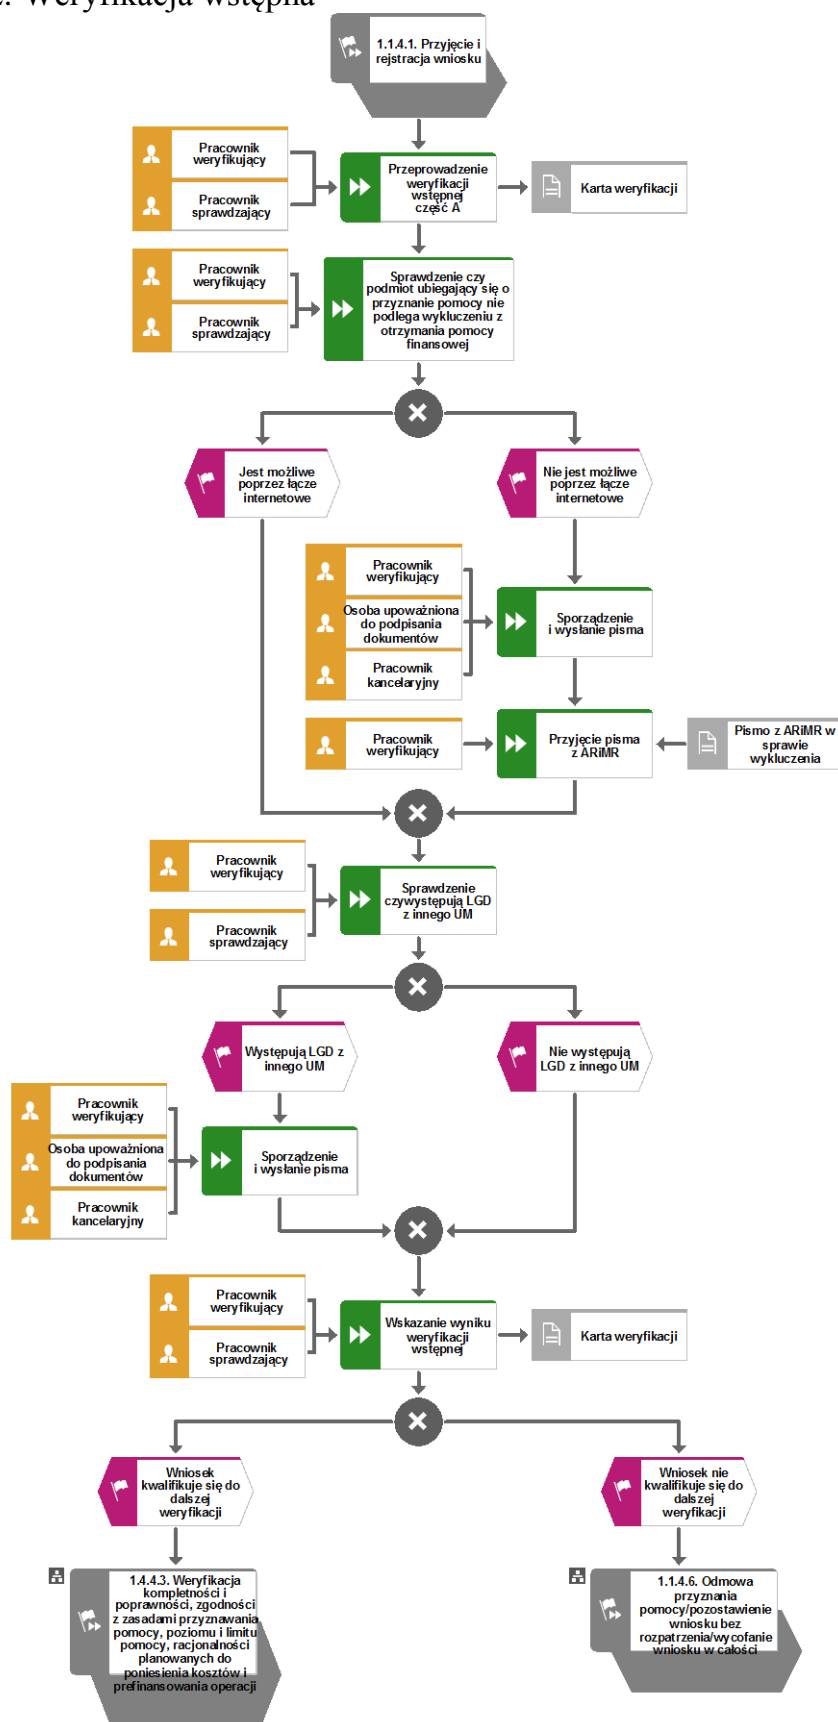 Weryfikacja wstępna
1.1.4.1. Przyjęcie i
rejstracja wniosku
Pracownik
weryfikujący
Pracownik
sprawdzający
Przeprowadzenie
weryfikacji
wstępnej
część A
Karta weryfikacji
Pracownik
weryfikujący
Pracownik
sprawdzający
Sprawdzenie czy
podmiot ubiegający się o
przyznanie pomocy nie
podlega wykluczeniu z
otrzymania pomocy
finansowej
Jest możliwe
poprzez łącze
internetowe
Nie jest możliwe
poprzez łącze
internetowe
Pracownik
weryfikujący
Osoba upoważniona
do podpisania
dokumentów
Pracownik
kancelaryjny
Sporządzenie
i wysłanie pisma
Pracownik
weryfikujący
Przyjęcie pisma
z ARiMR
Pismo z ARiMR w
sprawie
wykluczenia
Pracownik
weryfikujący
Pracownik
sprawdzający
Sprawdzenie
czywystępują LGD
z innego UM
Występują LGD z
innego UM
Nie występują
LGD z innego UM
Pracownik
weryfikujący
Osoba upoważniona
do podpisania
dokumentów
Pracownik
kancelaryjny
Sporządzenie
i wysłanie pisma
Pracownik
weryfikujący
Pracownik
sprawdzający
Wskazanie wyniku
weryfikacji
wstępnej
Karta weryfikacji
Wniosek
kwalifikuje się do
dalszej
weryfikacji
Wniosek nie
kwalifikuje się do
dalszej
weryfikacji
1.4.4.3. Weryfikacja
kompletności i
poprawności, zgodności
z zasadami przyznawania
pomocy, poziomu i limitu
pomocy, racjonalności
planowanych do
poniesienia kosztów i
prefinansowania operacji
1.1.4.6. Odmowa
przyznania
pomocy/pozostawienie
wniosku bez
rozpatrzenia/wycofanie
wniosku w całości